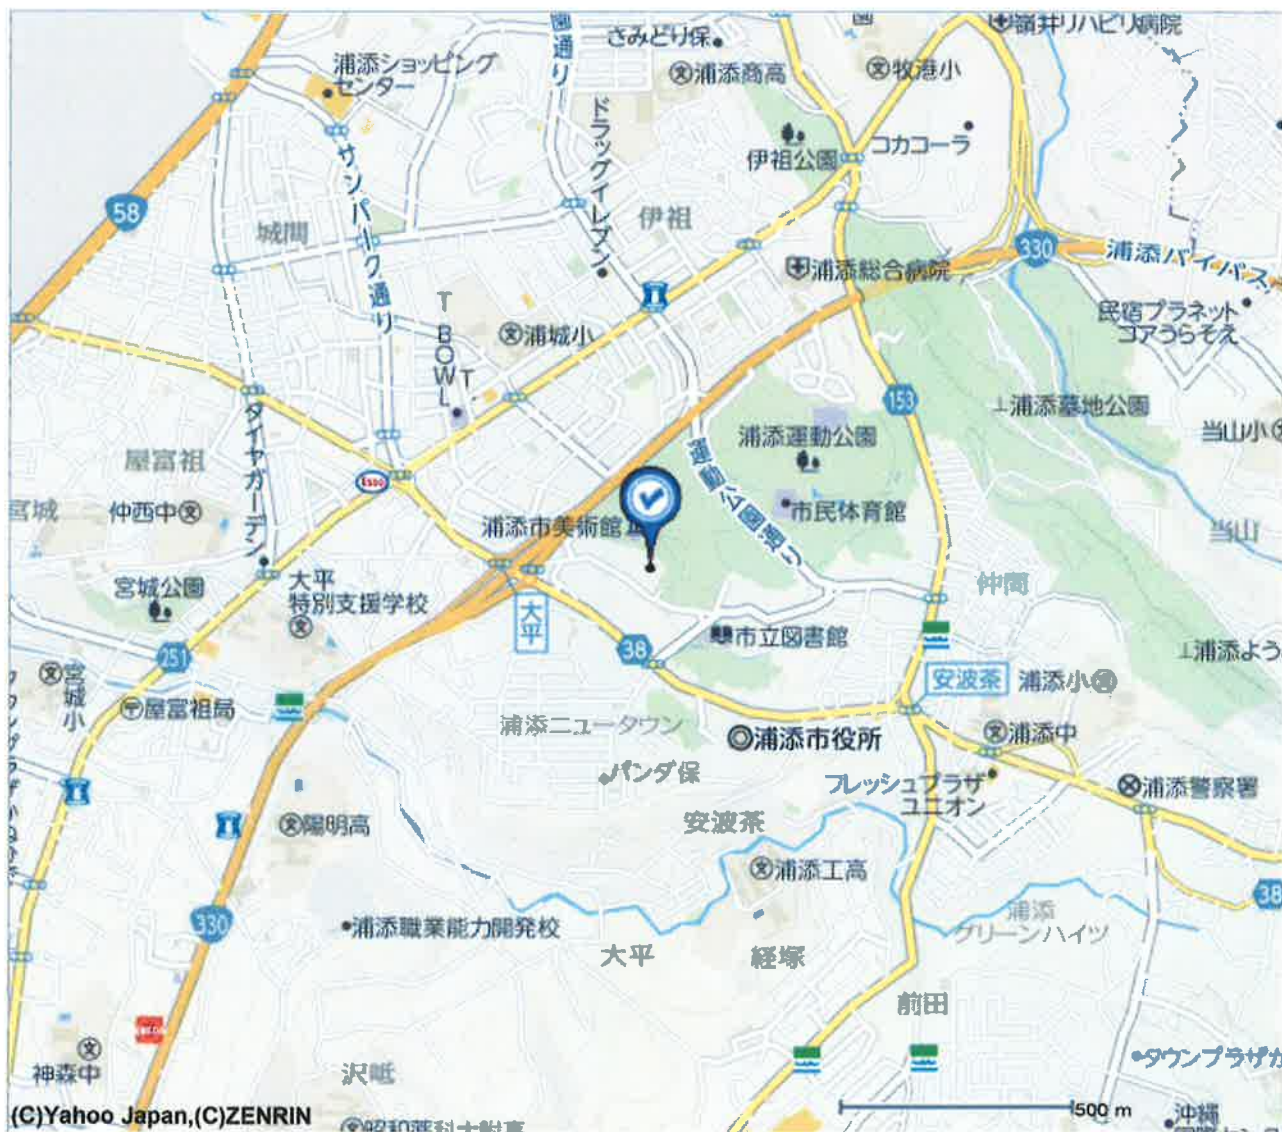 嶺井リハビリ病院
さみどり保
浦添商高
牧港小
浦添ショッピング
センター
ドラッグイレブン
伊祖公園
コカコーラ
サンパーク通り
58
城間
伊祖
330
浦添バイパス
浦添総合病院
民宿プラネット
コアうらそえ
T
BOWL
T
浦城小
153
浦添墓地公園
当山小
浦添運動公園
運動公園通り
ダイヤガーデン
屋富祖
Esso
宮城
仲西中
市民体育館
浦添市美術館
当山
宮城公園
大平
特別支援学校
大平
仲間
市立図書館
38
251
宮城小
浦添よう
安波茶
浦添小
屋富祖局
浦添ニュータウン
浦添市役所
浦添中
パンダ保
フレッシュプラザ
ユニオン
浦添警察署
陽明高
安波茶
浦添工高
38
330
浦添職業能力開発校
浦添
グリーンハイツ
大平
経塚
前田
神森中
沢岻
タウンプラザか
(C)Yahoo Japan,(C)ZENRIN
500 m
沖縄